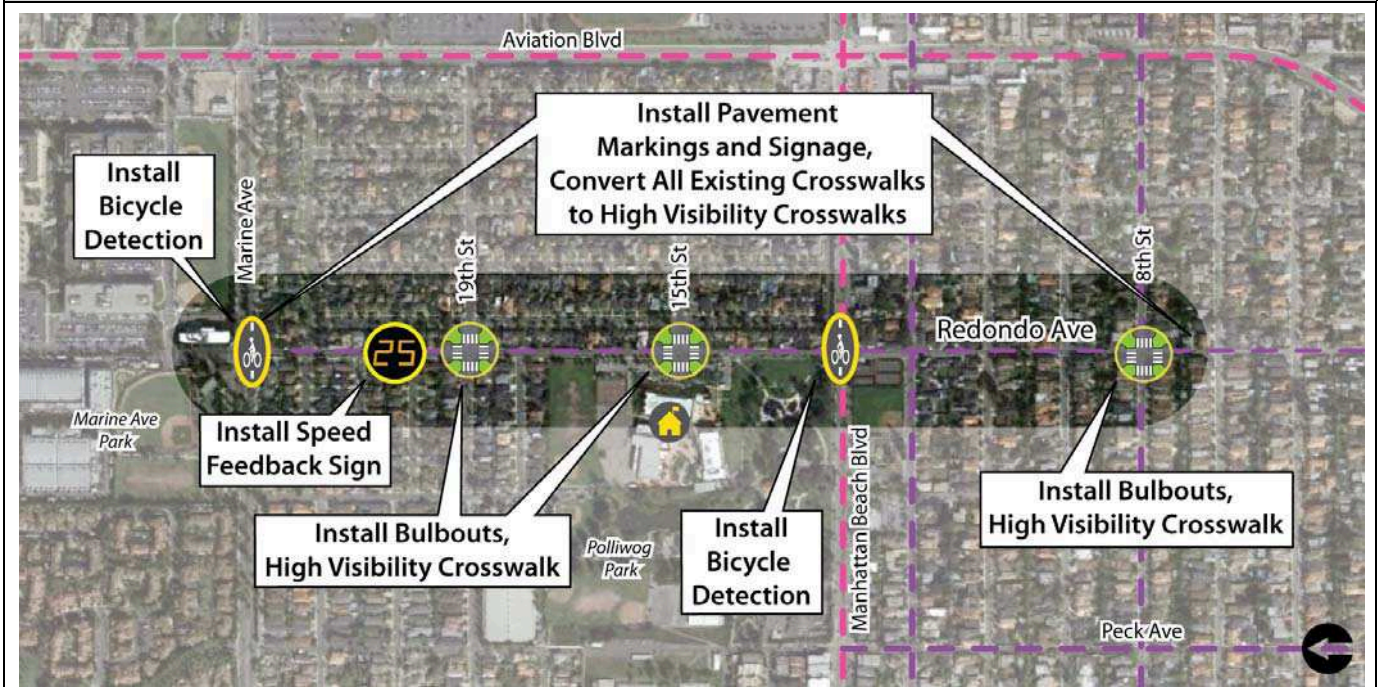 Aviation Blvd
Install Pavement
Markings and Signage,
Convert All Existing Crosswalks
to High Visibility Crosswalks
Install
Bicycle
Detection
Marine Ave
19th St
15th St
8th St
Redondo Ave
25
Marine Ave
Park
Install Speed
Feedback Sign
Install Bulbouts,
High Visibility Crosswalk
Polliwog
Park
Install
Bicycle
Detection
Manhattan Beach Blvd
Install Bulbouts,
High Visibility Crosswalk
Peck Ave